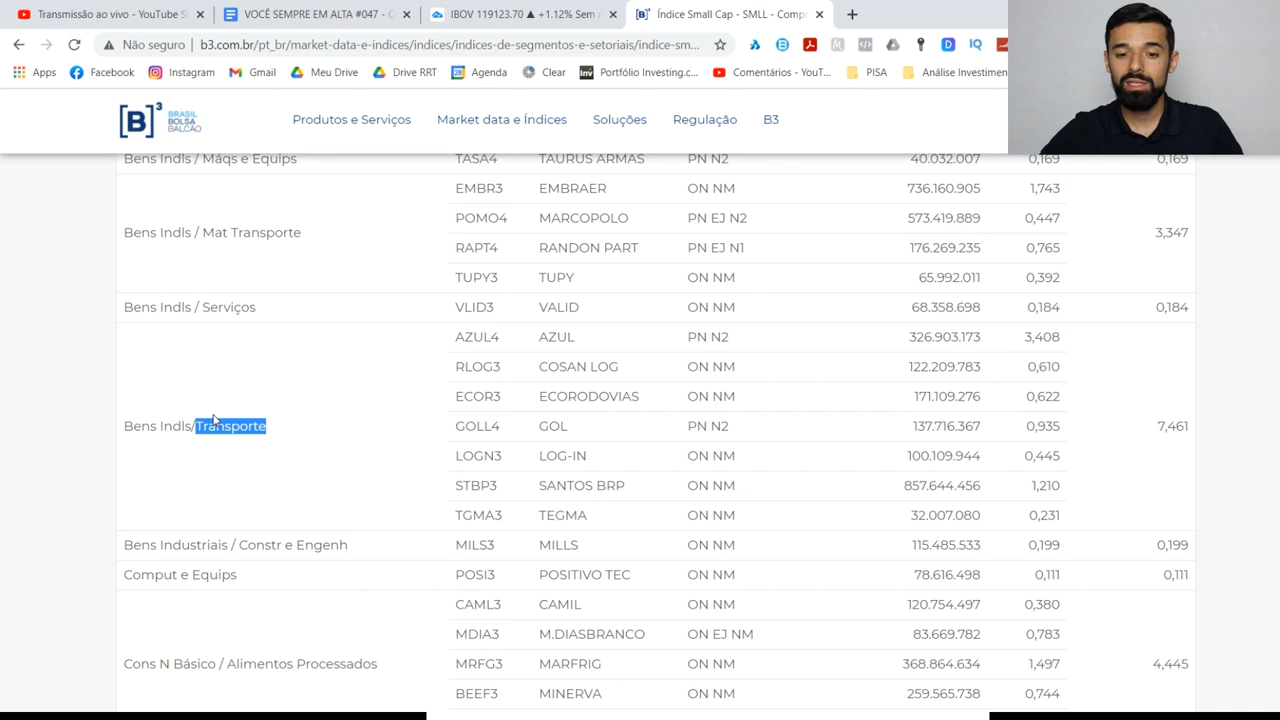 Transmissão ao vivo - YouTube S
VOCÊ SEMPRE EM ALTA #047 - G
IBOV 119123.70 ▲ +1.12% Sem n
Índice Small Cap - SMLL - Compo
Não seguro | b3.com.br/pt_br/market-data-e-indices/indices/indices-de-segmentos-e-setoriais/indice-sm...
Apps Facebook Instagram Gmail Meu Drive Drive RRT Agenda Clear Portfólio Investing.c... Comentários - YouT... PISA Análise Investimen
[B]3 BRASIL BOLSA BALCÃO Produtos e Serviços Market data e Índices Soluções Regulação B3
Bens Indls / Máqs e Equips TASA4 TAURUS ARMAS PN N2 40.032.007 0,169 0,169
EMBR3 EMBRAER ON NM 736.160.905 1,743
POMO4 MARCOPOLO PN EJ N2 573.419.889 0,447
Bens Indls / Mat Transporte 3,347
RAPT4 RANDON PART PN EJ N1 176.269.235 0,765
TUPY3 TUPY ON NM 65.992.011 0,392
Bens Indls / Serviços VLID3 VALID ON NM 68.358.698 0,184 0,184
AZUL4 AZUL PN N2 326.903.173 3,408
RLOG3 COSAN LOG ON NM 122.209.783 0,610
ECOR3 ECORODOVIAS ON NM 171.109.276 0,622
Bens Indls/Transporte GOLL4 GOL PN N2 137.716.367 0,935 7,461
LOGN3 LOG-IN ON NM 100.109.944 0,445
STBP3 SANTOS BRP ON NM 857.644.456 1,210
TGMA3 TEGMA ON NM 32.007.080 0,231
Bens Industriais / Constr e Engenh MILS3 MILLS ON NM 115.485.533 0,199 0,199
Comput e Equips POSI3 POSITIVO TEC ON NM 78.616.498 0,111 0,111
CAML3 CAMIL ON NM 120.754.497 0,380
MDIA3 M.DIASBRANCO ON EJ NM 83.669.782 0,783
Cons N Básico / Alimentos Processados MRFG3 MARFRIG ON NM 368.864.634 1,497 4,445
BEEF3 MINERVA ON NM 259.565.738 0,744